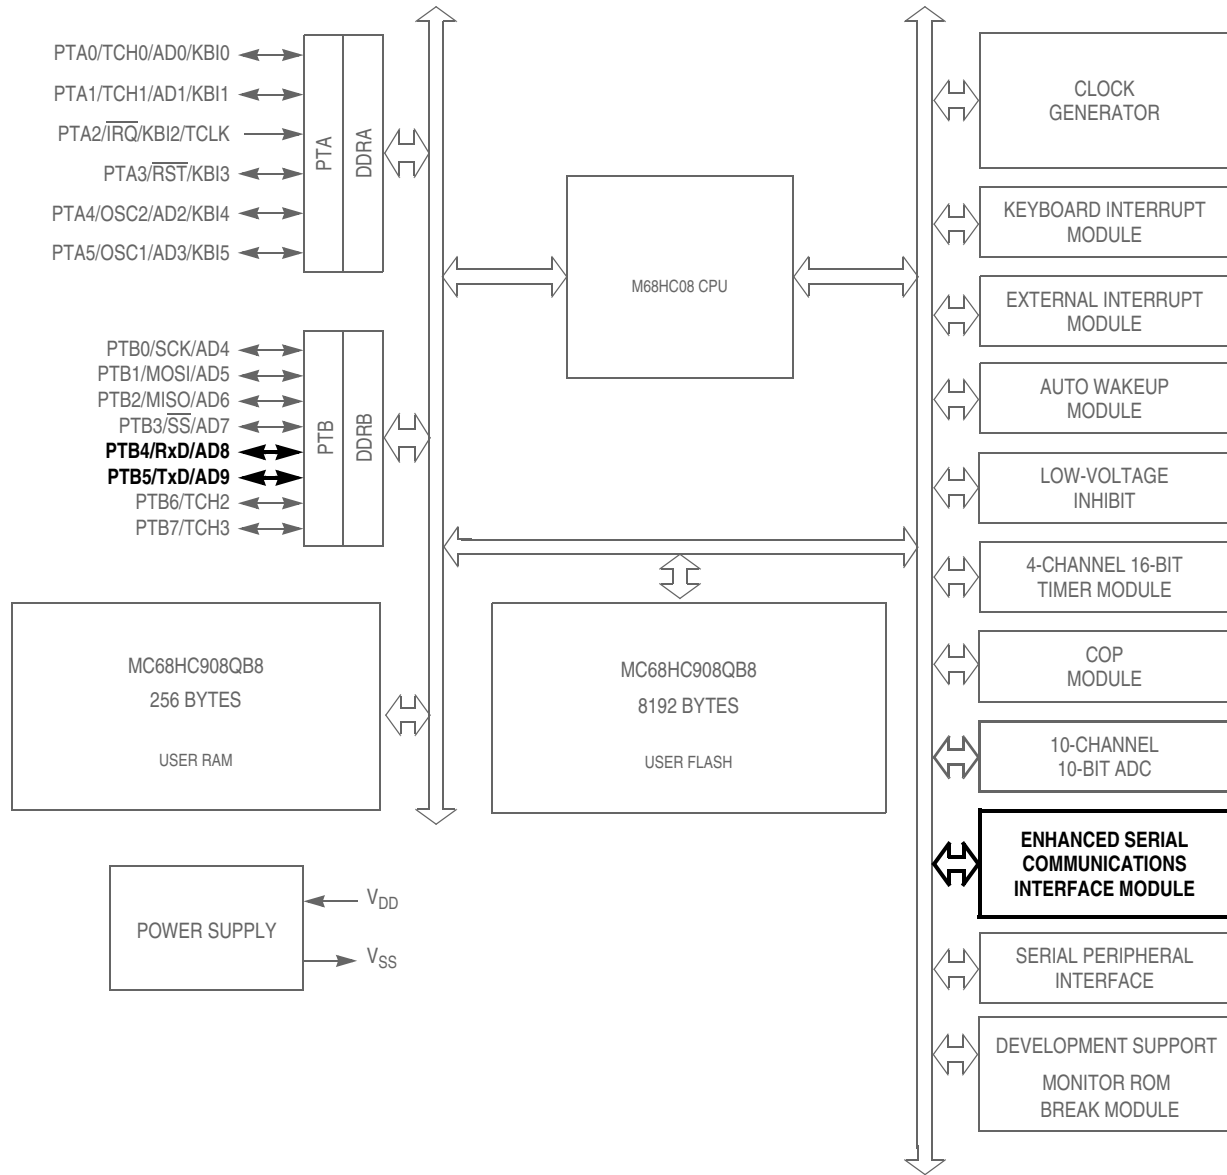 PTA0/TCH0/AD0/KBI0
PTA1/TCH1/AD1/KBI1
PTA2/IRQ/KBI2/TCLK
PTA3/RST/KBI3
PTA4/OSC2/AD2/KBI4
PTA5/OSC1/AD3/KBI5
PTA
DDRA
PTB0/SCK/AD4
PTB1/MOSI/AD5
PTB2/MISO/AD6
PTB3/SS/AD7
PTB4/RxD/AD8
PTB5/TxD/AD9
PTB6/TCH2
PTB7/TCH3
PTB
DDRB
M68HC08 CPU
MC68HC908QB8
256 BYTES
USER RAM
MC68HC908QB8
8192 BYTES
USER FLASH
POWER SUPPLY
VDD
VSS
CLOCK
GENERATOR
KEYBOARD INTERRUPT
MODULE
EXTERNAL INTERRUPT
MODULE
AUTO WAKEUP
MODULE
LOW-VOLTAGE
INHIBIT
4-CHANNEL 16-BIT
TIMER MODULE
COP
MODULE
10-CHANNEL
10-BIT ADC
ENHANCED SERIAL
COMMUNICATIONS
INTERFACE MODULE
SERIAL PERIPHERAL
INTERFACE
DEVELOPMENT SUPPORT
MONITOR ROM
BREAK MODULE